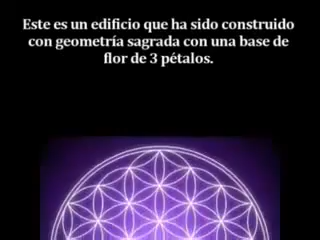 Este es un edificio que ha sido construido
con geometría sagrada con una base de
flor de 3 pétalos.